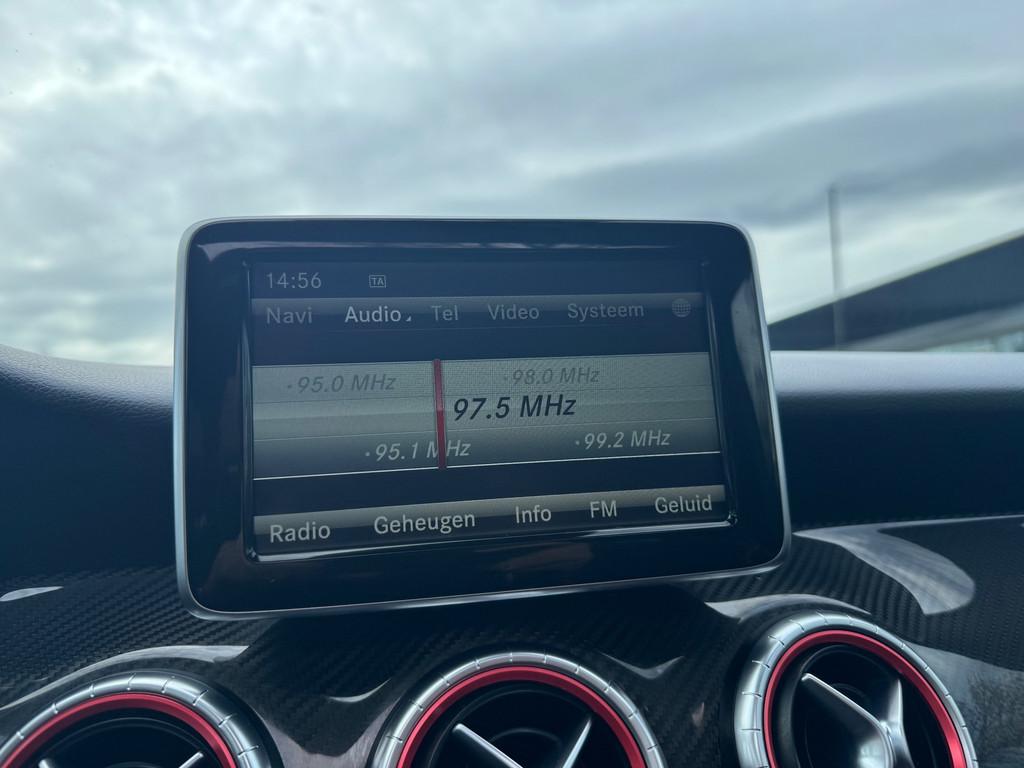 14:56 TA
Navi Audio Tel Video Systeem
·95.0 MHz ·98.0 MHz
97.5 MHz
·95.1 MHz ·99.2 MHz
Radio Geheugen Info FM Geluid